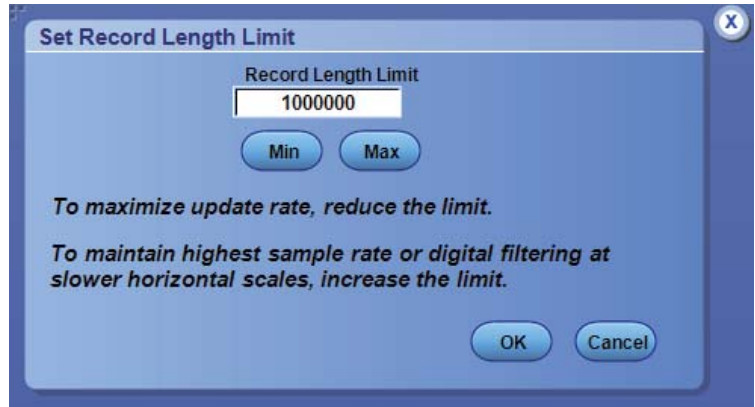 Set Record Length Limit
X
Record Length Limit
1000000
Min Max
To maximize update rate, reduce the limit.
To maintain highest sample rate or digital filtering at
slower horizontal scales, increase the limit.
OK Cancel